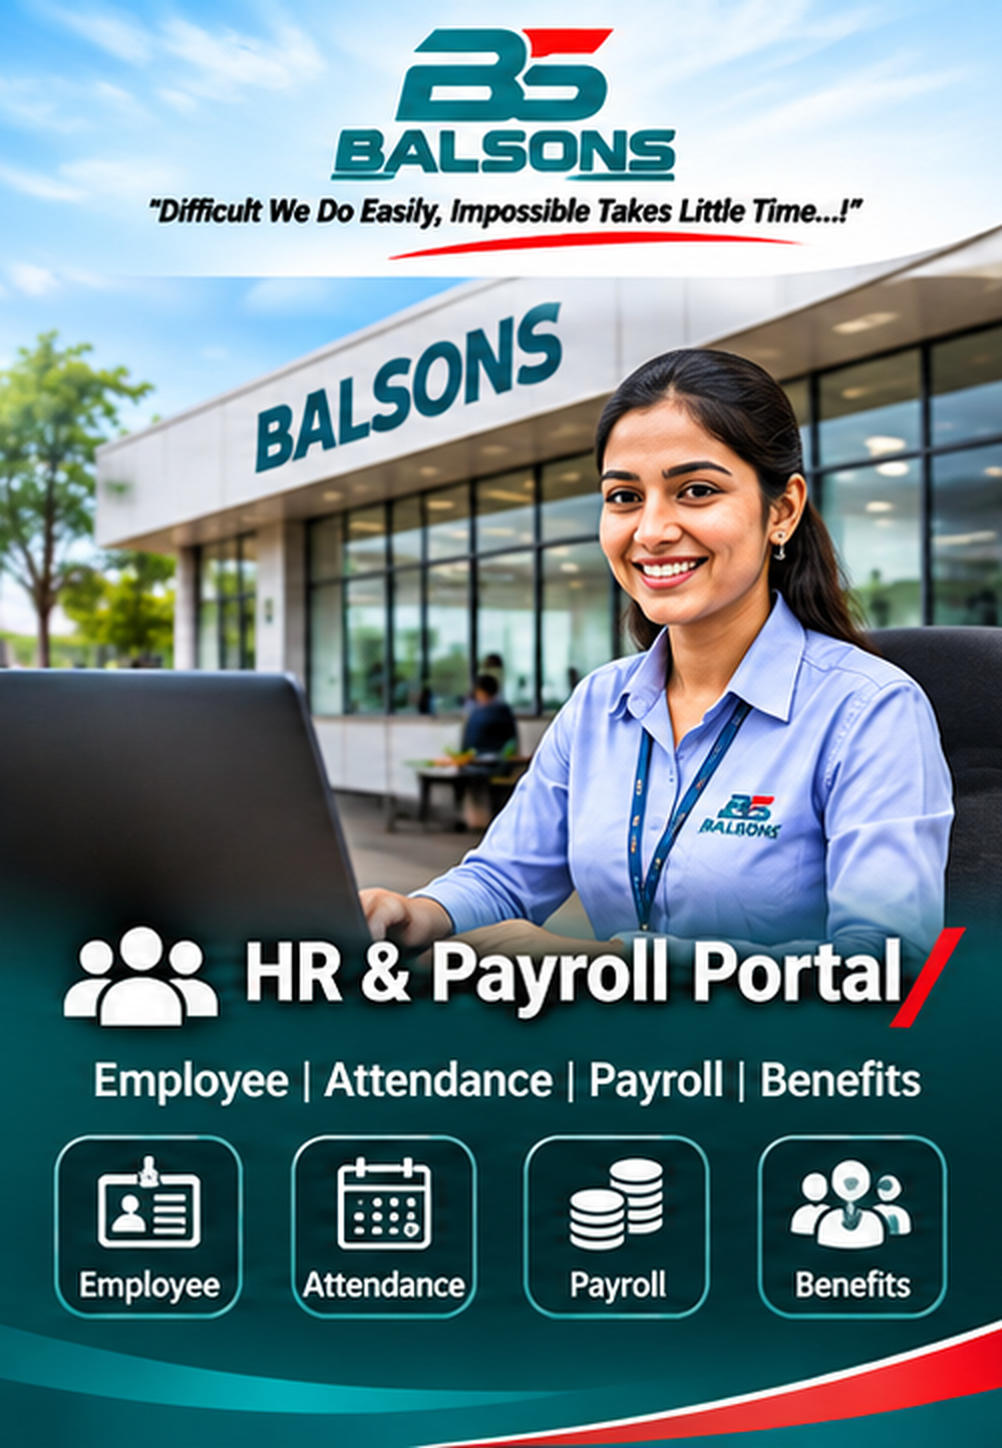 BS
BALSONS
"Difficult We Do Easily, Impossible Takes Little Time...!"
BALSONS
BALSONS
HR & Payroll Portal
Employee | Attendance | Payroll | Benefits
Employee
Attendance
Payroll
Benefits